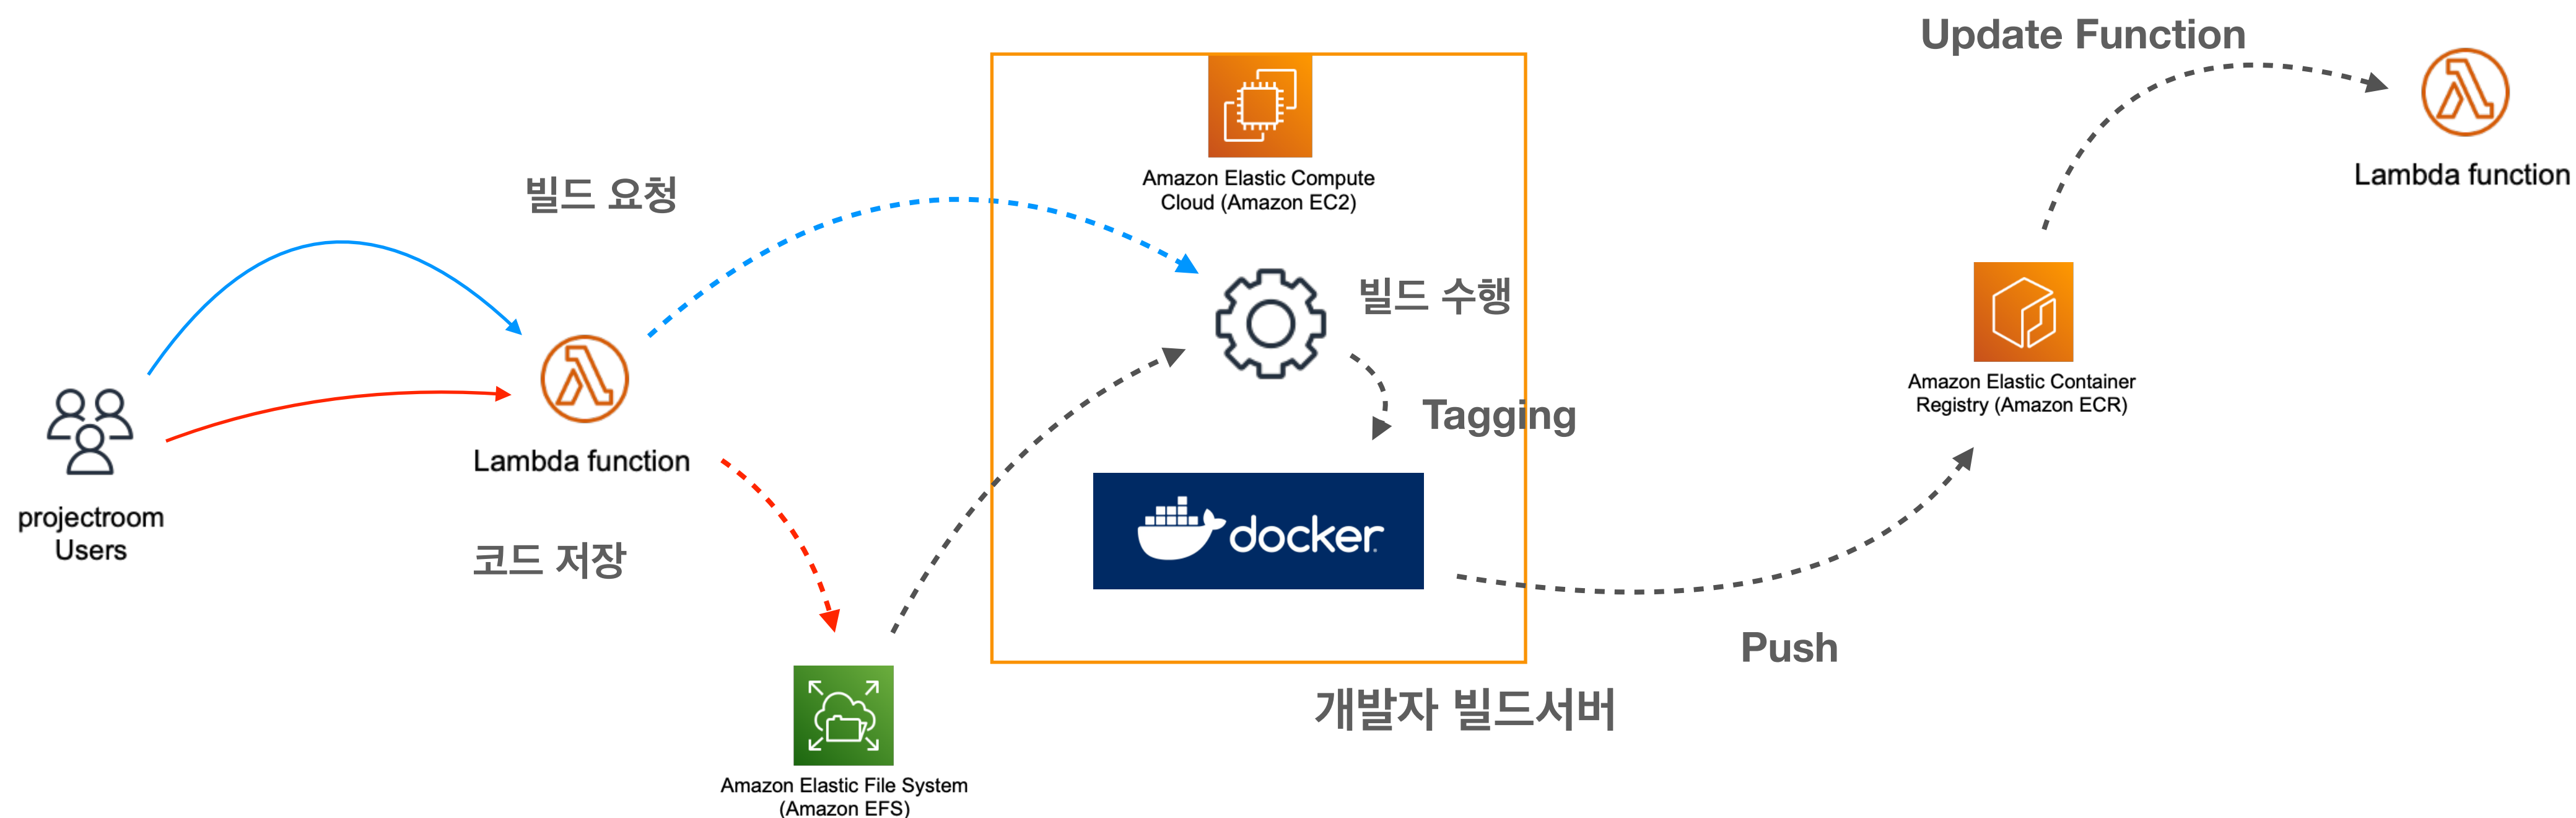 Update Function
Lambda function
Amazon Elastic Compute
Cloud (Amazon EC2)
빌드 요청
빌드 수행
Tagging
Amazon Elastic Container
Registry (Amazon ECR)
Lambda function
projectroom
Users
코드 저장
docker
Push
개발자 빌드서버
Amazon Elastic File System
(Amazon EFS)